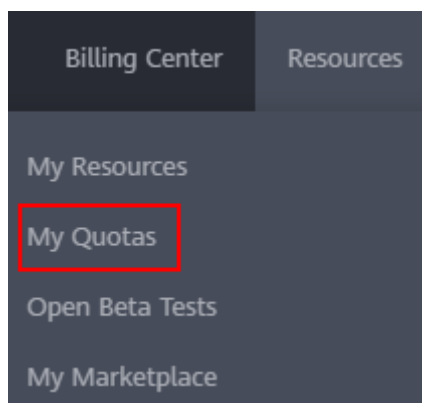 Billing Center Resources
My Resources
My Quotas
Open Beta Tests
My Marketplace